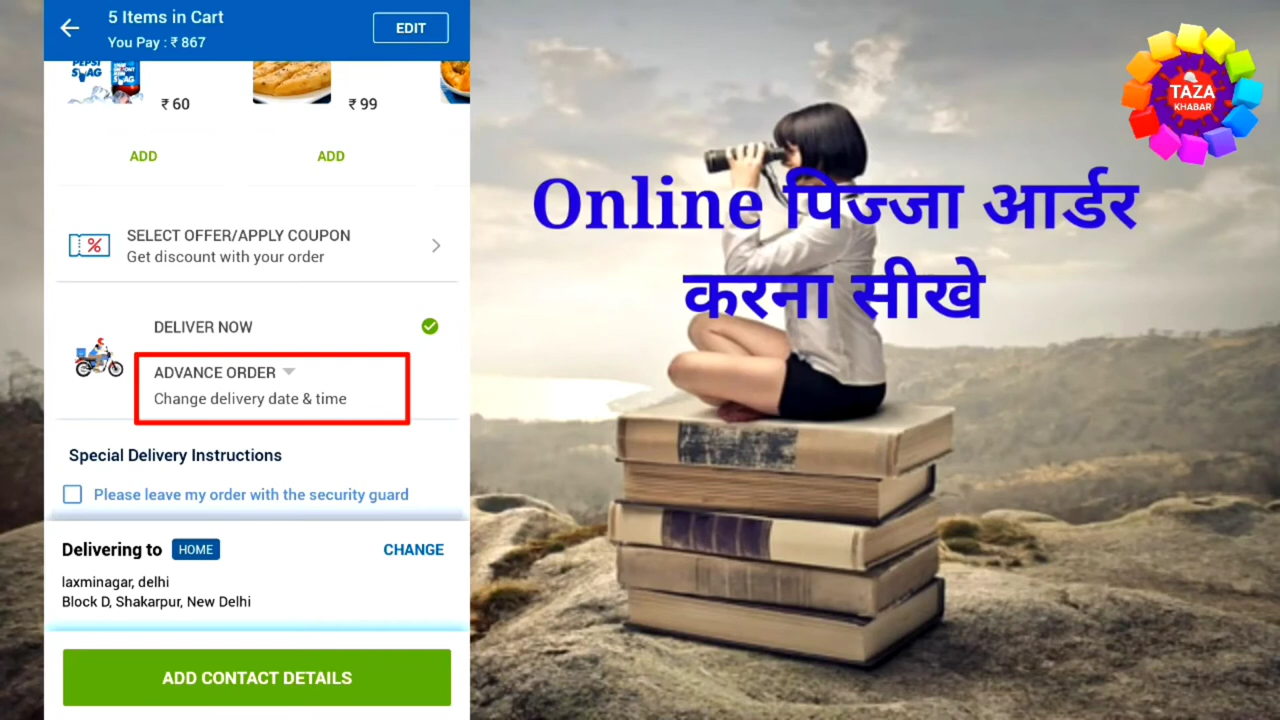 5 Items in Cart
You Pay : ₹ 867
EDIT
PEPSI
SWAG
₹ 60
₹ 99
ADD
ADD
SELECT OFFER/APPLY COUPON
Get discount with your order
DELIVER NOW
ADVANCE ORDER
Change delivery date & time
Special Delivery Instructions
Please leave my order with the security guard
Delivering to HOME
CHANGE
laxminagar, delhi
Block D, Shakarpur, New Delhi
ADD CONTACT DETAILS
Online पिज्जा आर्डर
करना सीखे
TAZA
KHABAR